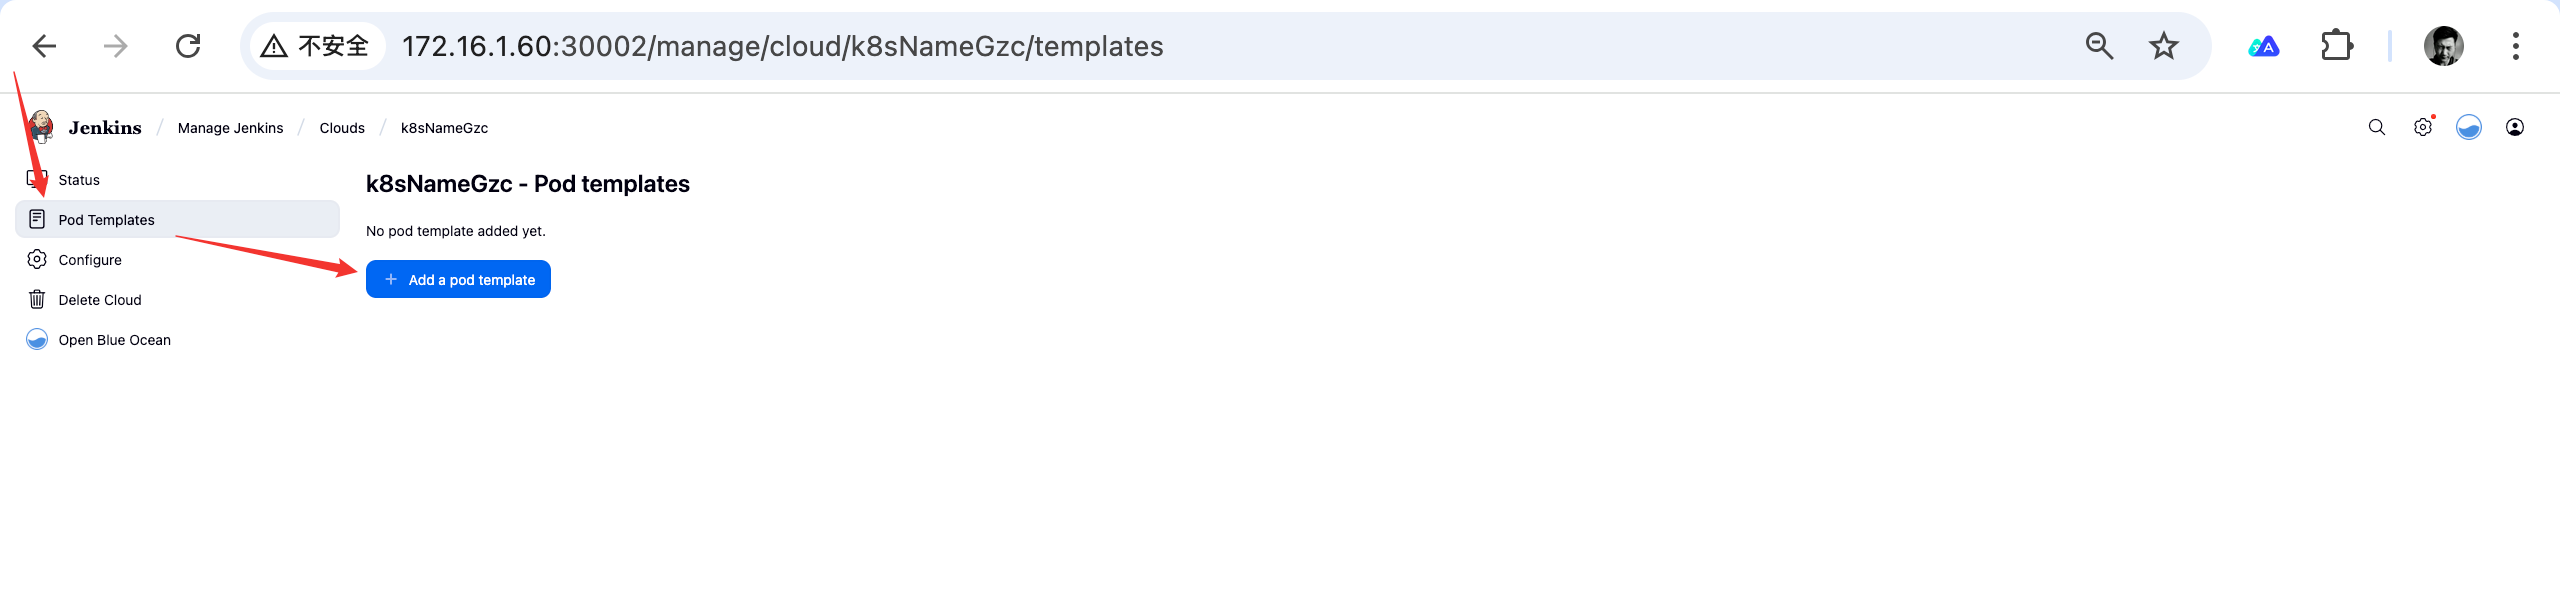 不安全 172.16.1.60:30002/manage/cloud/k8sNameGzc/templates
Jenkins / Manage Jenkins / Clouds / k8sNameGzc
Status
Pod Templates
Configure
Delete Cloud
Open Blue Ocean
k8sNameGzc - Pod templates
No pod template added yet.
+ Add a pod template